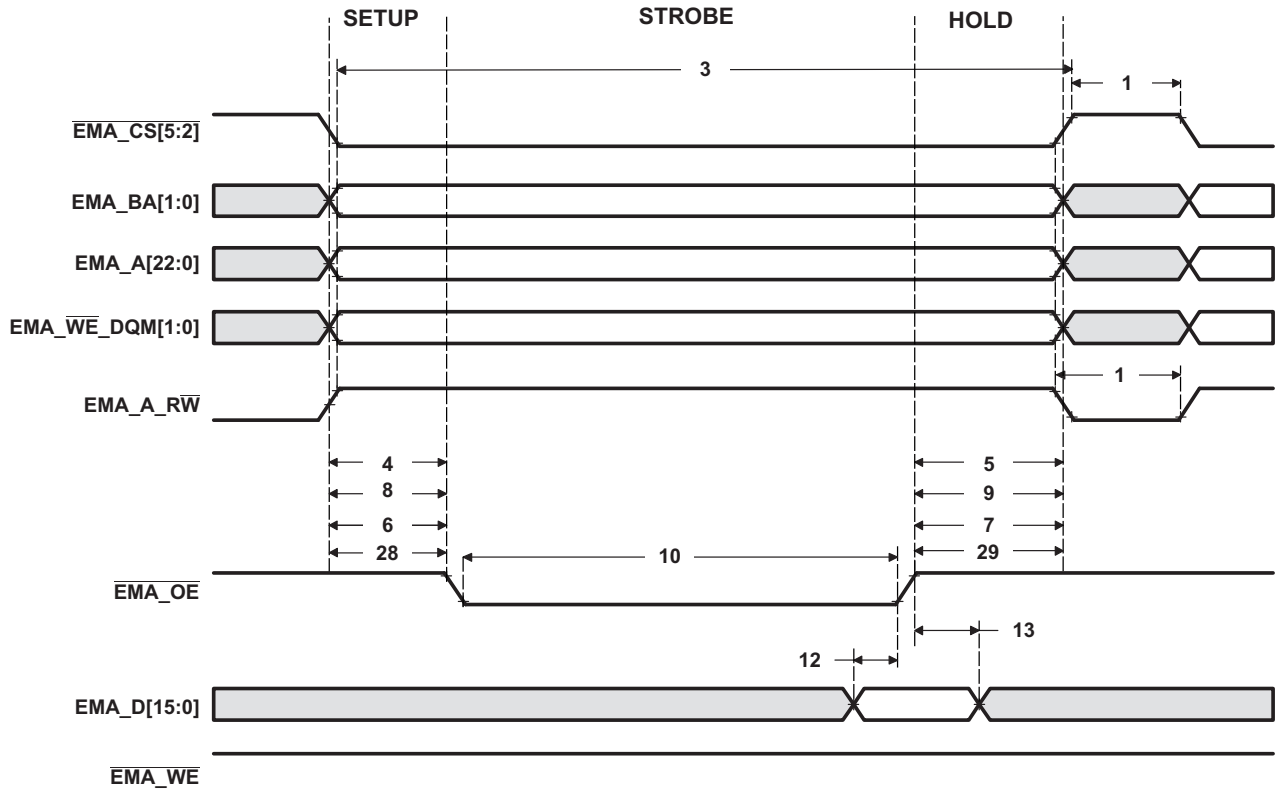 SETUP STROBE HOLD
3
1
EMA_CS[5:2]
EMA_BA[1:0]
EMA_A[22:0]
EMA_WE_DQM[1:0]
1
EMA_A_RW
4 5
8 9
6 7
28 10 29
EMA_OE
13
12
EMA_D[15:0]
EMA_WE